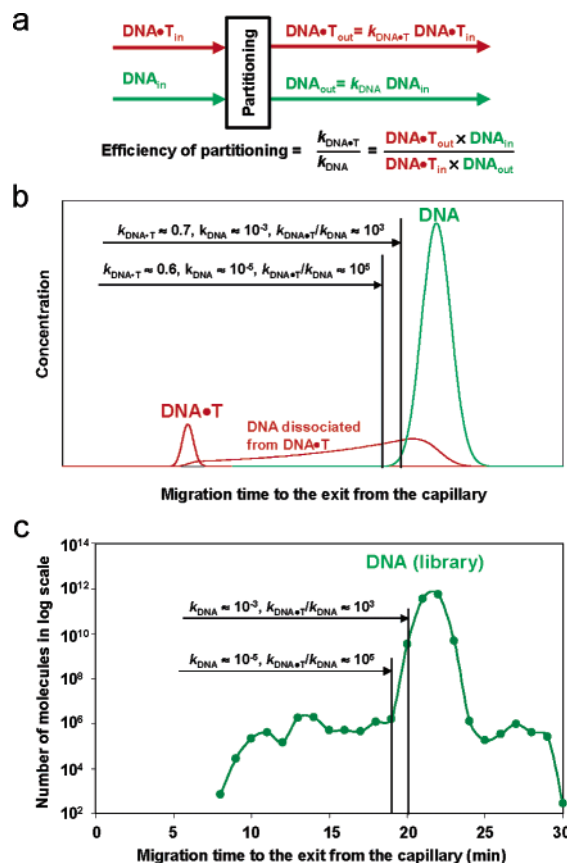 a
DNA•Tin
DNA•Tout= kDNA•T DNA•Tin
Partitioning
DNAin
DNAout= kDNA DNAin
Efficiency of partitioning = kDNA•T / kDNA = DNA•Tout × DNAin / DNA•Tin × DNAout
b
DNA
kDNA•T ≈ 0.7, kDNA ≈ 10-3, kDNA•T/kDNA ≈ 103
kDNA•T ≈ 0.6, kDNA ≈ 10-5, kDNA•T/kDNA ≈ 105
Concentration
DNA•T
DNA dissociated
from DNA•T
Migration time to the exit from the capillary
c
DNA (library)
kDNA ≈ 10-3, kDNA•T/kDNA ≈ 103
kDNA ≈ 10-5, kDNA•T/kDNA ≈ 105
Number of molecules in log scale
1014
1012
1010
108
106
104
102
0 5 10 15 20 25 30
Migration time to the exit from the capillary (min)